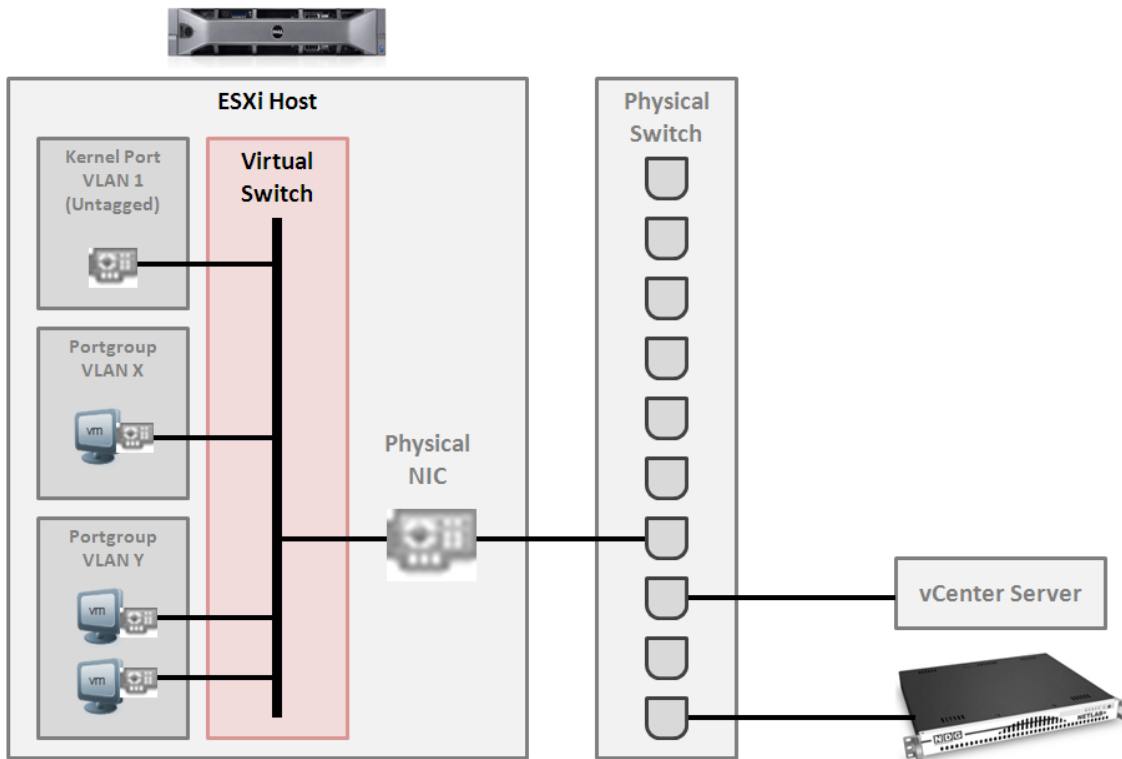 ESXi Host
Kernel Port
VLAN 1
(Untagged)
Virtual
Switch
Portgroup
VLAN X
vm
Physical
NIC
Portgroup
VLAN Y
vm
vm
Physical
Switch
vCenter Server
NDG
NETLAB+